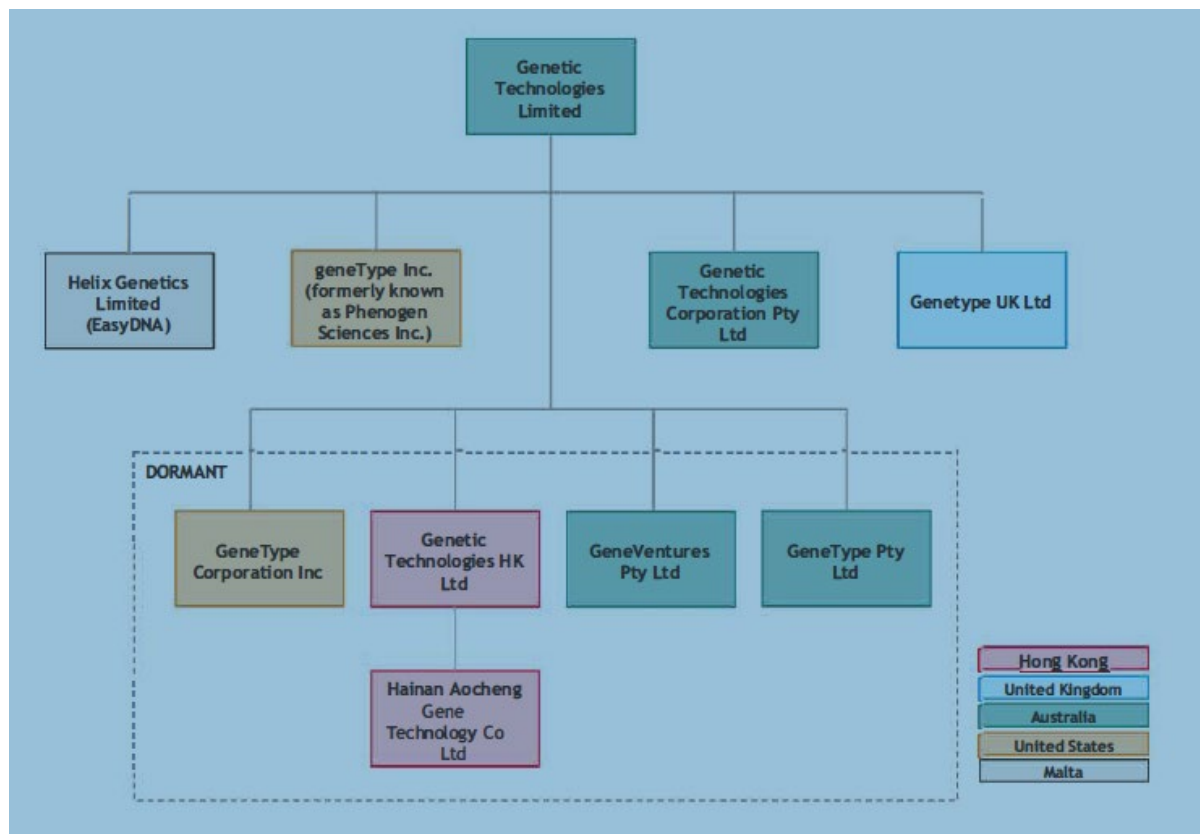 Genetic
Technologies
Limited
Helix Genetics
Limited
(EasyDNA)
geneType Inc.
(formerly known
as Phenogen
Sciences Inc.)
Genetic
Technologies
Corporation Pty
Ltd
Genetype UK Ltd
DORMANT
GeneType
Corporation Inc
Genetic
Technologies HK
Ltd
GeneVentures
Pty Ltd
GeneType Pty
Ltd
Hainan Aocheng
Gene
Technology Co
Ltd
Hong Kong
United Kingdom
Australia
United States
Malta